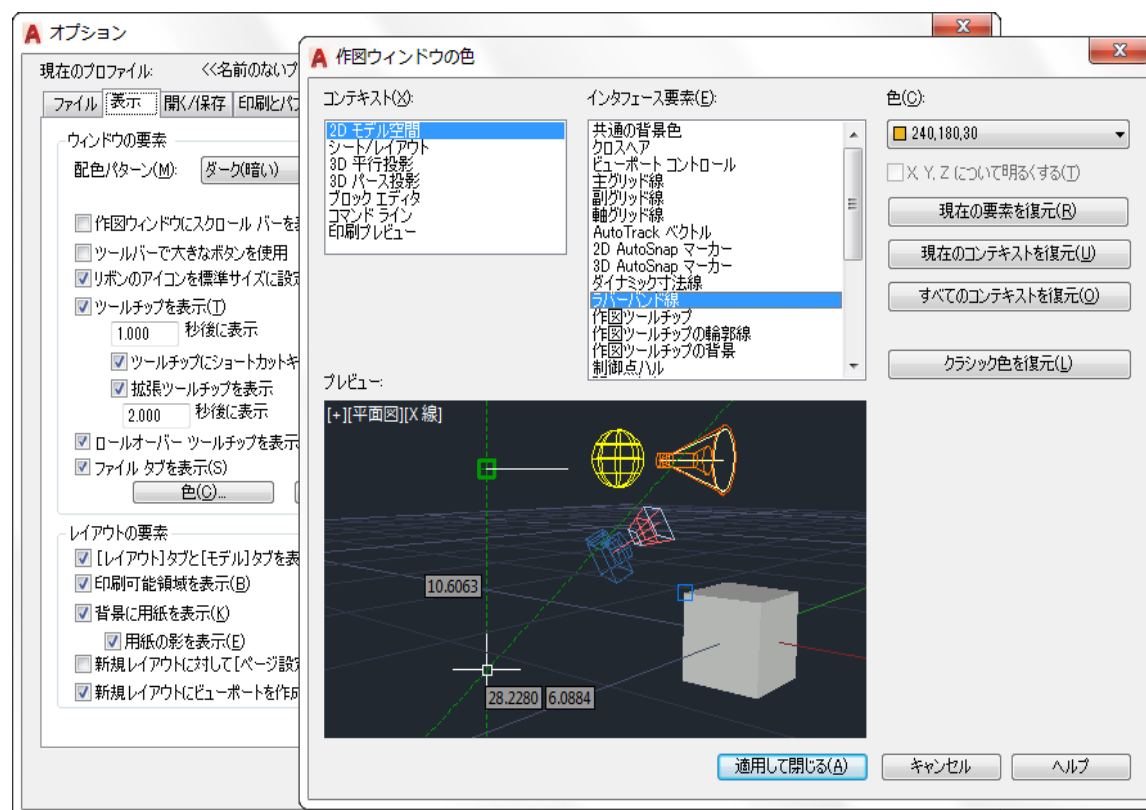 オプション
現在のプロファイル: <<名前のないプ
ファイル 表示 開く/保存 印刷とパブ
ウィンドウの要素
配色パターン(M): ダーク(暗い)
作図ウィンドウにスクロール バーを表
ツールバーで大きなボタンを使用
リボンのアイコンを標準サイズに設定
ツールチップを表示(T)
1.000 秒後に表示
ツールチップにショートカットキ
拡張ツールチップを表示
2.000 秒後に表示
ロールオーバー ツールチップを表示
ファイル タブを表示(S)
色(C)...
レイアウトの要素
[レイアウト]タブと[モデル]タブを表
印刷可能領域を表示(B)
背景に用紙を表示(K)
用紙の影を表示(E)
新規レイアウトに対して[ページ設定
新規レイアウトにビューポートを作成
作図ウィンドウの色
コンテキスト(X):
2D モデル空間
シート/レイアウト
3D 平行投影
3D パース投影
ブロック エディタ
コマンド ライン
印刷プレビュー
インタフェース要素(E):
共通の背景色
クロスヘア
ビューポート コントロール
主グリッド線
副グリッド線
軸グリッド線
AutoTrack ベクトル
2D AutoSnap マーカー
3D AutoSnap マーカー
ダイナミック寸法線
ラバーバンド線
作図ツールチップ
作図ツールチップの輪郭線
作図ツールチップの背景
制御点ハル
色(C):
240,180,30
X, Y, Z について明るくする(T)
現在の要素を復元(R)
現在のコンテキストを復元(U)
すべてのコンテキストを復元(O)
クラシック色を復元(L)
プレビュー:
[+][平面図][X 線]
10.6063
28.2280 6.0884
適用して閉じる(A) キャンセル ヘルプ